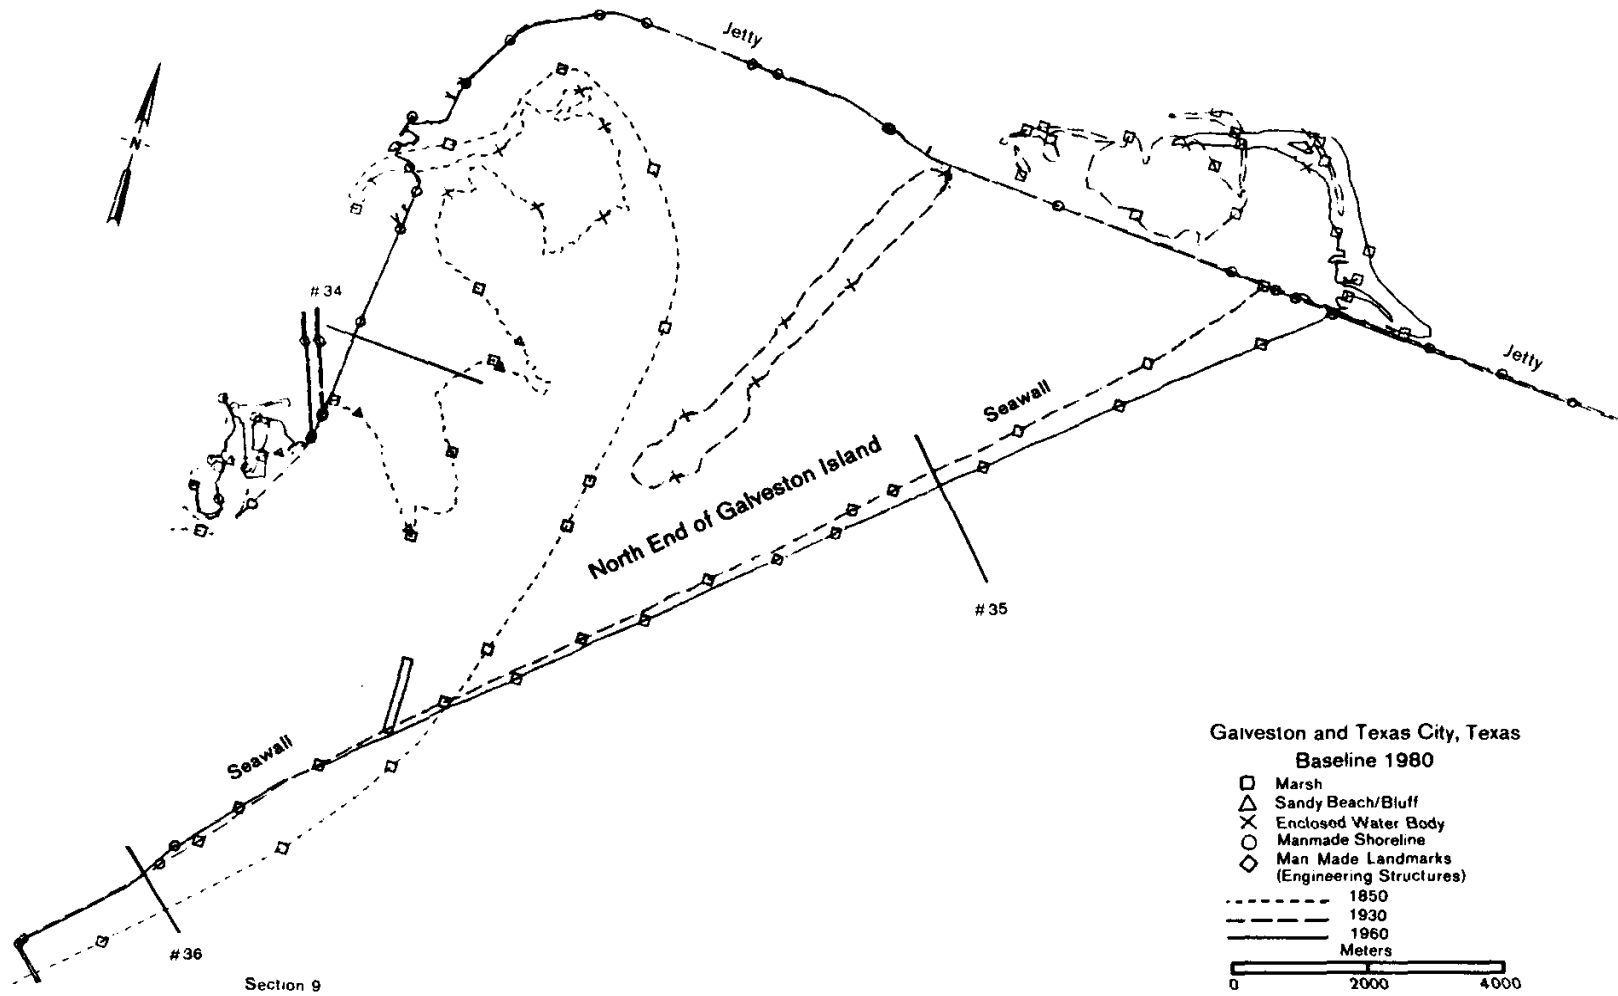 Jetty
N
#34
Jetty
Seawall
North End of Galveston Island
#35
Seawall
#36
Section 9
Galveston and Texas City, Texas
Baseline 1980
Marsh
Sandy Beach/Bluff
Enclosed Water Body
Manmade Shoreline
Man Made Landmarks
(Engineering Structures)
1850
1930
1960
Meters
0 2000 4000